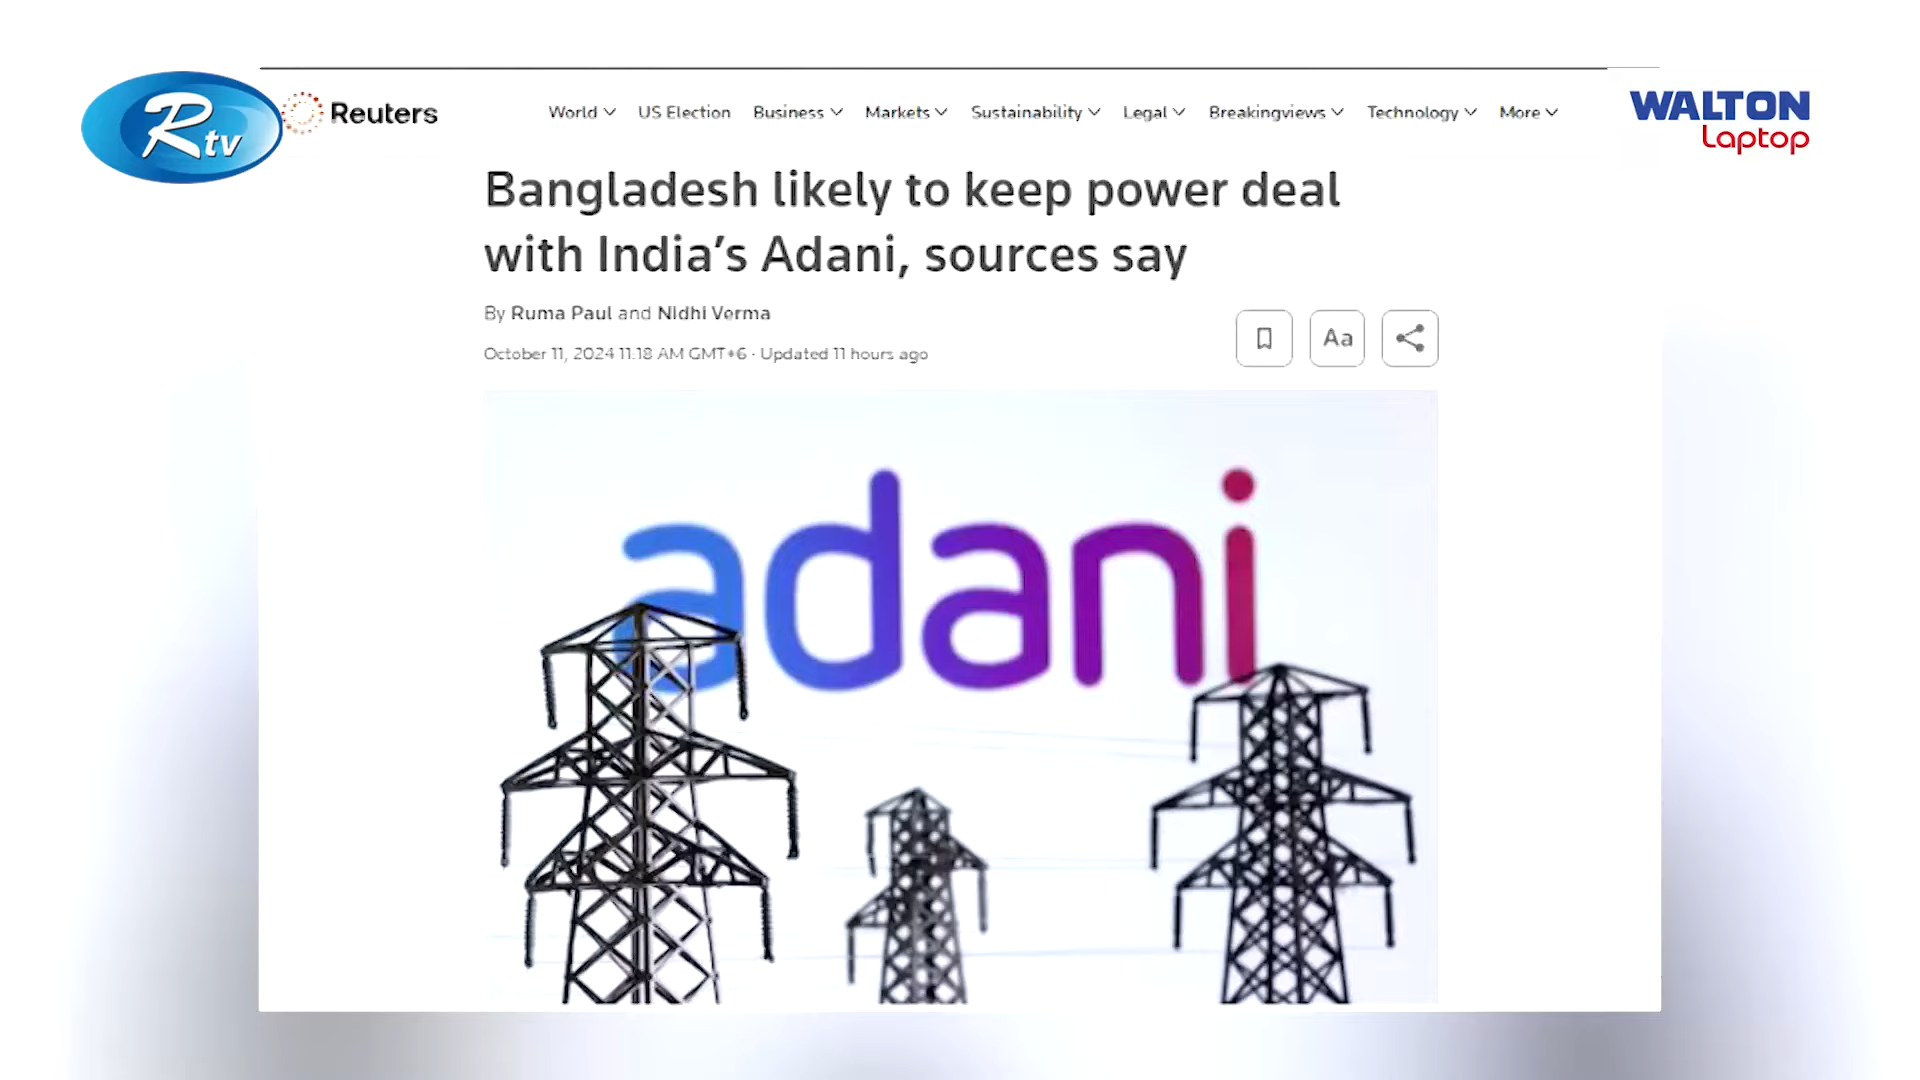 Rtv
Reuters
World US Election Business Markets Sustainability Legal Breakingviews Technology More
WALTON
Laptop
Bangladesh likely to keep power deal
with India’s Adani, sources say
By Ruma Paul and Nidhi Verma
October 11, 2024 11:18 AM GMT+6 · Updated 11 hours ago
Aa
adani